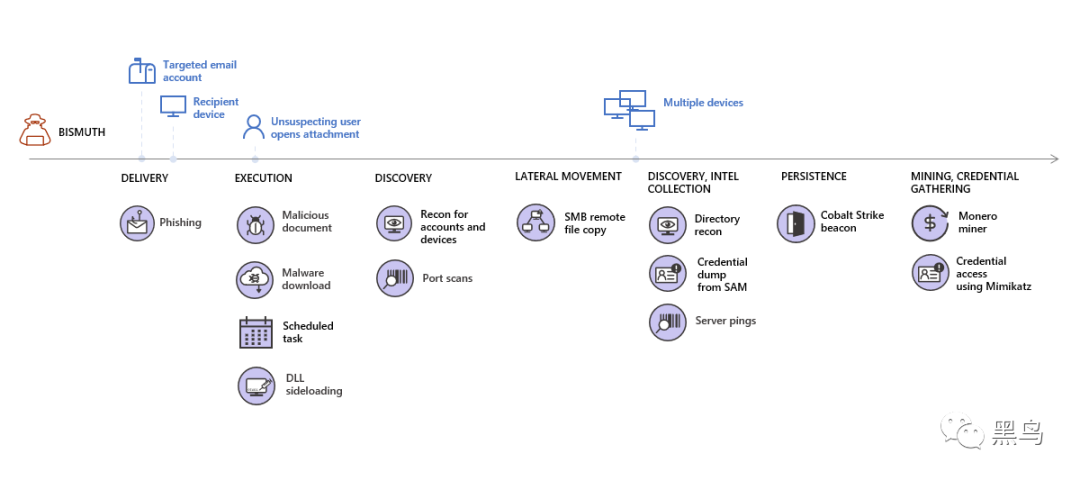 Targeted email
account
Recipient
device
Unsuspecting user
opens attachment
Multiple devices
BISMUTH
DELIVERY
Phishing
EXECUTION
Malicious
document
Malware
download
Scheduled
task
DLL
sideloading
DISCOVERY
Recon for
accounts and
devices
Port scans
LATERAL MOVEMENT
SMB remote
file copy
DISCOVERY, INTEL
COLLECTION
Directory
recon
Credential
dump
from SAM
Server pings
PERSISTENCE
Cobalt Strike
beacon
MINING, CREDENTIAL
GATHERING
Monero
miner
Credential
access
using Mimikatz
黑鸟